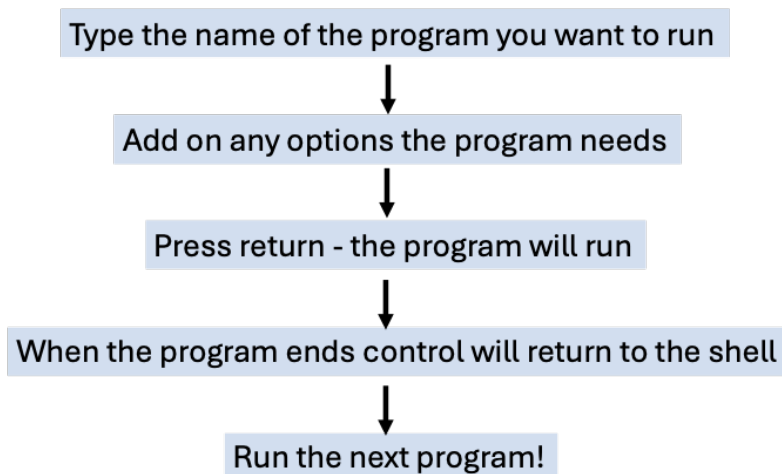 Type the name of the program you want to run
Add on any options the program needs
Press return - the program will run
When the program ends control will return to the shell
Run the next program!